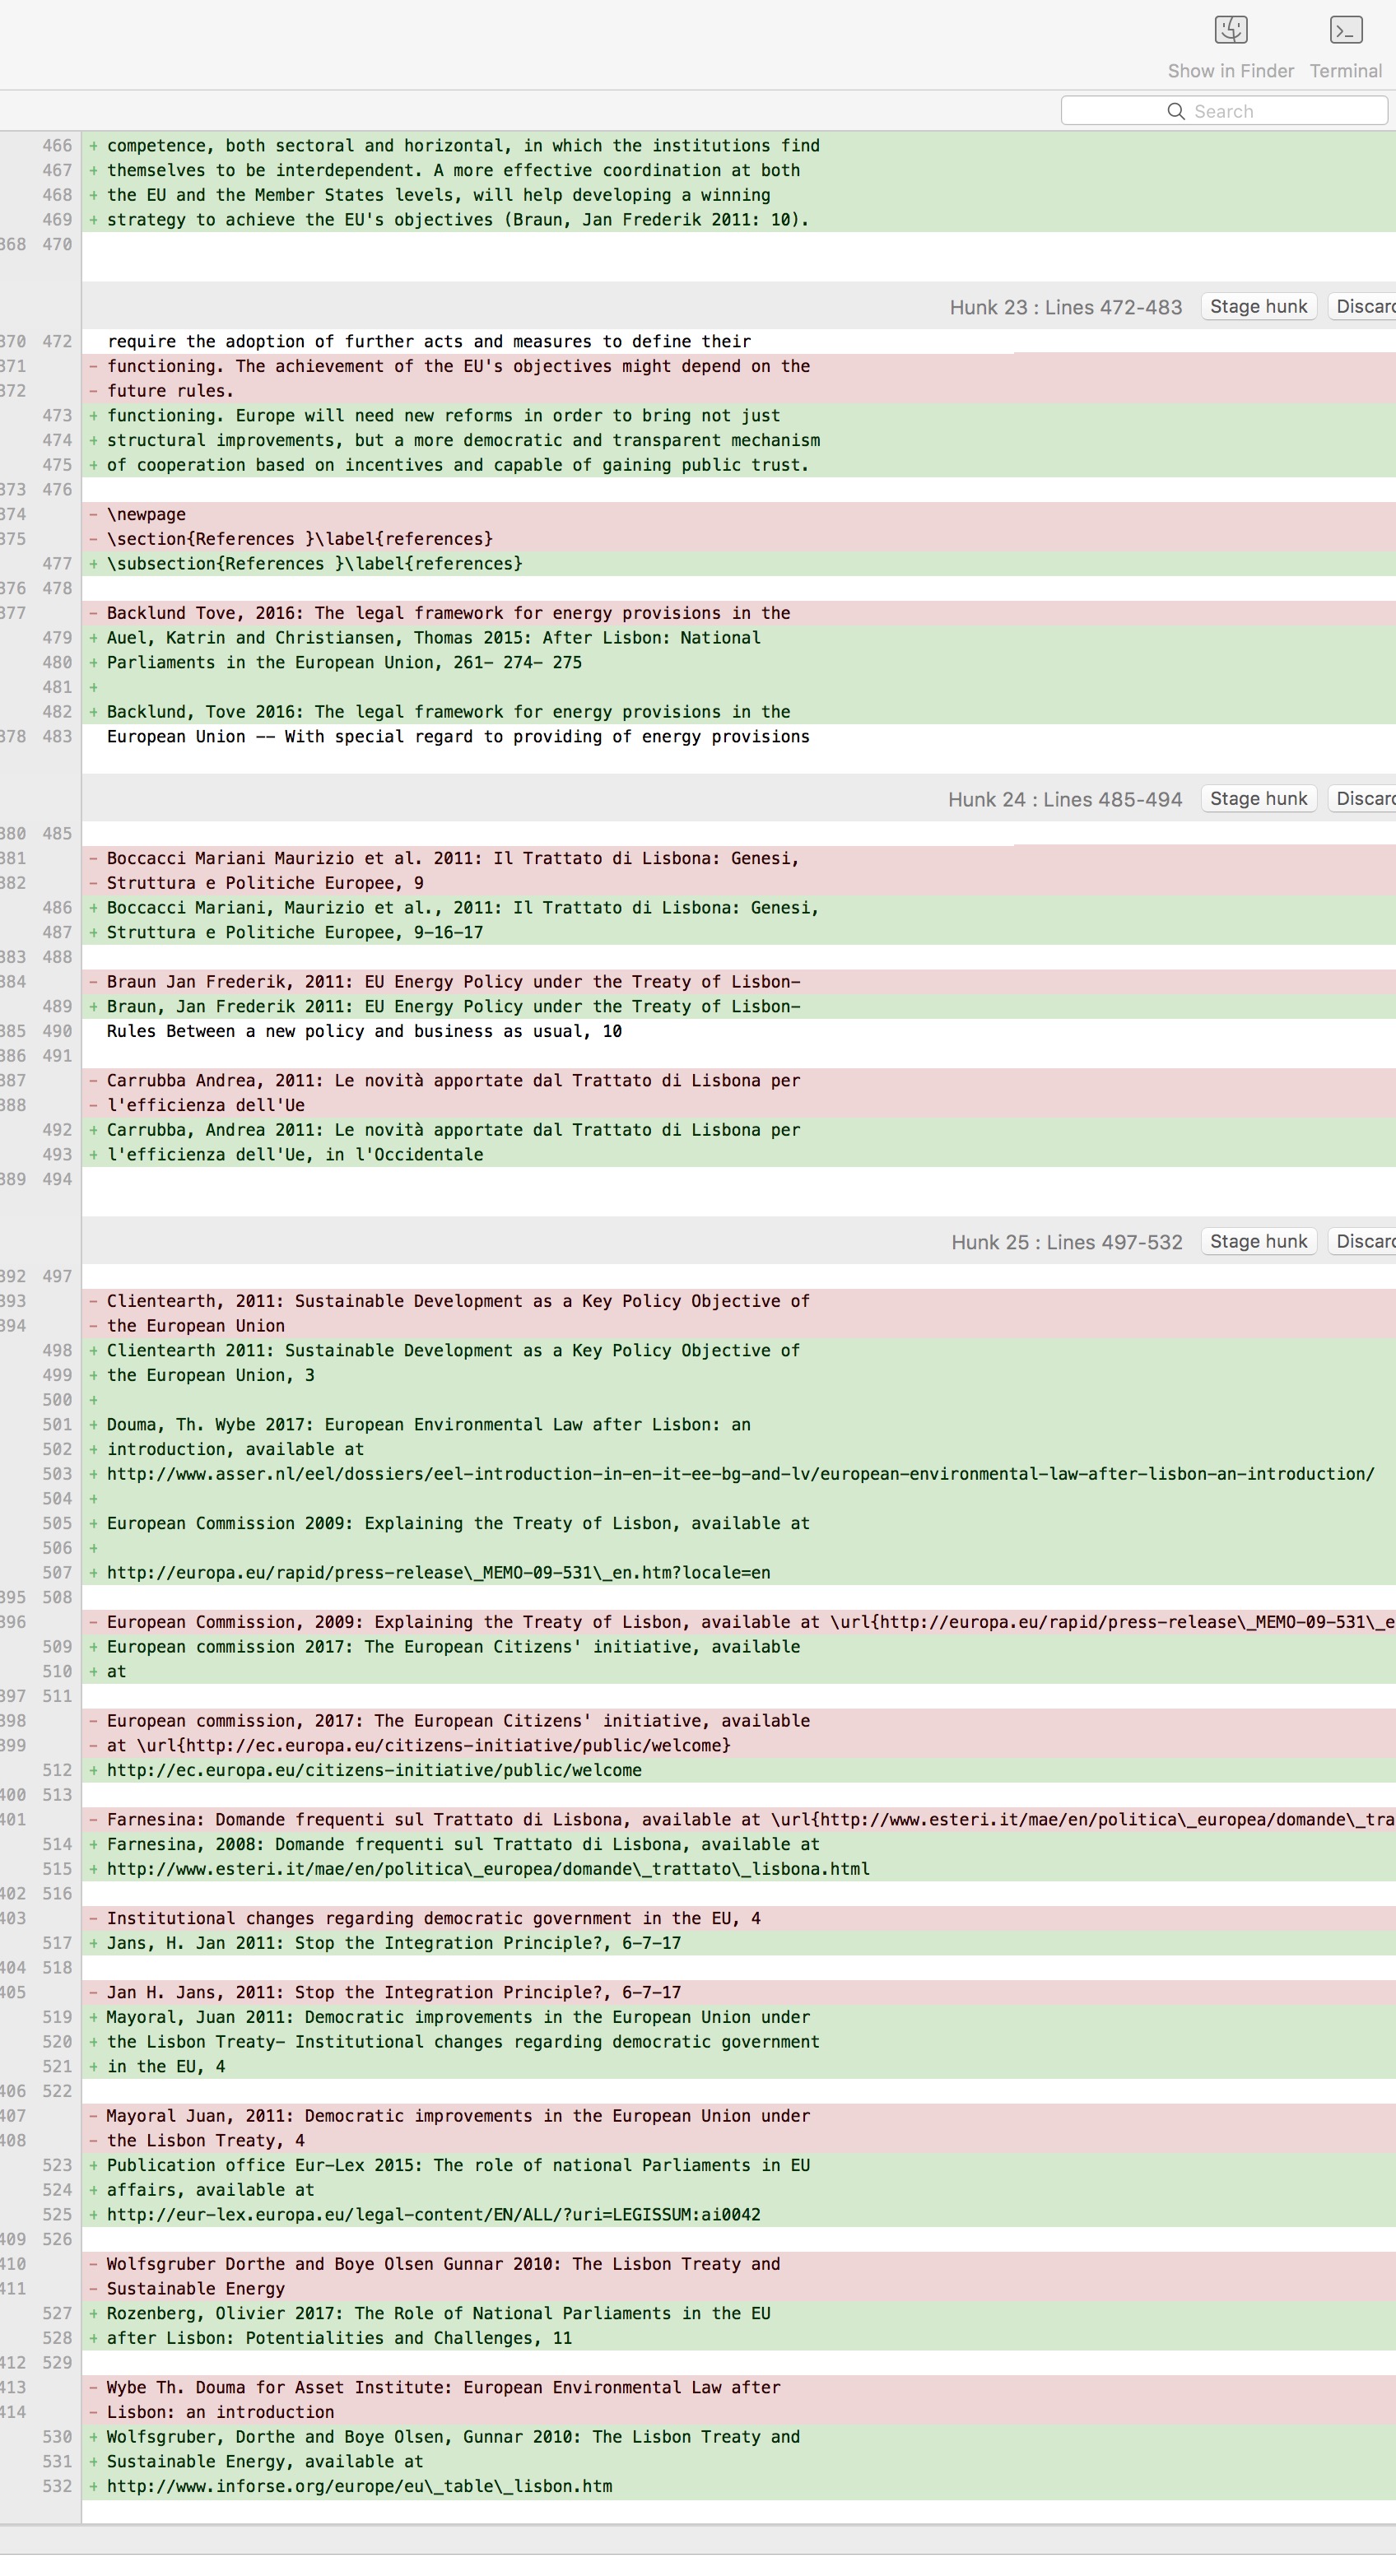 Show in Finder Terminal
Search
466 + competence, both sectoral and horizontal, in which the institutions find
467 + themselves to be interdependent. A more effective coordination at both
468 + the EU and the Member States levels, will help developing a winning
469 + strategy to achieve the EU's objectives (Braun, Jan Frederik 2011: 10).
368 470
Hunk 23 : Lines 472-483 Stage hunk Discard
370 472 require the adoption of further acts and measures to define their
371 - functioning. The achievement of the EU's objectives might depend on the
372 - future rules.
473 + functioning. Europe will need new reforms in order to bring not just
474 + structural improvements, but a more democratic and transparent mechanism
475 + of cooperation based on incentives and capable of gaining public trust.
373 476
374 - \newpage
375 - \section{References }\label{references}
477 + \subsection{References }\label{references}
376 478
377 - Backlund Tove, 2016: The legal framework for energy provisions in the
479 + Auel, Katrin and Christiansen, Thomas 2015: After Lisbon: National
480 + Parliaments in the European Union, 261- 274- 275
481 +
482 + Backlund, Tove 2016: The legal framework for energy provisions in the
378 483 European Union -- With special regard to providing of energy provisions
Hunk 24 : Lines 485-494 Stage hunk Discard
380 485
381 - Boccacci Mariani Maurizio et al. 2011: Il Trattato di Lisbona: Genesi,
382 - Struttura e Politiche Europee, 9
486 + Boccacci Mariani, Maurizio et al., 2011: Il Trattato di Lisbona: Genesi,
487 + Struttura e Politiche Europee, 9-16-17
383 488
384 - Braun Jan Frederik, 2011: EU Energy Policy under the Treaty of Lisbon-
489 + Braun, Jan Frederik 2011: EU Energy Policy under the Treaty of Lisbon-
385 490 Rules Between a new policy and business as usual, 10
386 491
387 - Carrubba Andrea, 2011: Le novità apportate dal Trattato di Lisbona per
388 - l'efficienza dell'Ue
492 + Carrubba, Andrea 2011: Le novità apportate dal Trattato di Lisbona per
493 + l'efficienza dell'Ue, in l'Occidentale
389 494
Hunk 25 : Lines 497-532 Stage hunk Discard
392 497
393 - Clientearth, 2011: Sustainable Development as a Key Policy Objective of
394 - the European Union
498 + Clientearth 2011: Sustainable Development as a Key Policy Objective of
499 + the European Union, 3
500 +
501 + Douma, Th. Wybe 2017: European Environmental Law after Lisbon: an
502 + introduction, available at
503 + http://www.asser.nl/eel/dossiers/eel-introduction-in-en-it-ee-bg-and-lv/european-environmental-law-after-lisbon-an-introduction/
504 +
505 + European Commission 2009: Explaining the Treaty of Lisbon, available at
506 +
507 + http://europa.eu/rapid/press-release\_MEMO-09-531\_en.htm?locale=en
395 508
396 - European Commission, 2009: Explaining the Treaty of Lisbon, available at \url{http://europa.eu/rapid/press-release\_MEMO-09-531\_e
509 + European commission 2017: The European Citizens' initiative, available
510 + at
397 511
398 - European commission, 2017: The European Citizens' initiative, available
399 - at \url{http://ec.europa.eu/citizens-initiative/public/welcome}
512 + http://ec.europa.eu/citizens-initiative/public/welcome
400 513
401 - Farnesina: Domande frequenti sul Trattato di Lisbona, available at \url{http://www.esteri.it/mae/en/politica\_europea/domande\_tra
514 + Farnesina, 2008: Domande frequenti sul Trattato di Lisbona, available at
515 + http://www.esteri.it/mae/en/politica\_europea/domande\_trattato\_lisbona.html
402 516
403 - Institutional changes regarding democratic government in the EU, 4
517 + Jans, H. Jan 2011: Stop the Integration Principle?, 6-7-17
404 518
405 - Jan H. Jans, 2011: Stop the Integration Principle?, 6-7-17
519 + Mayoral, Juan 2011: Democratic improvements in the European Union under
520 + the Lisbon Treaty- Institutional changes regarding democratic government
521 + in the EU, 4
406 522
407 - Mayoral Juan, 2011: Democratic improvements in the European Union under
408 - the Lisbon Treaty, 4
523 + Publication office Eur-Lex 2015: The role of national Parliaments in EU
524 + affairs, available at
525 + http://eur-lex.europa.eu/legal-content/EN/ALL/?uri=LEGISSUM:ai0042
409 526
410 - Wolfsgruber Dorthe and Boye Olsen Gunnar 2010: The Lisbon Treaty and
411 - Sustainable Energy
527 + Rozenberg, Olivier 2017: The Role of National Parliaments in the EU
528 + after Lisbon: Potentialities and Challenges, 11
412 529
413 - Wybe Th. Douma for Asset Institute: European Environmental Law after
414 - Lisbon: an introduction
530 + Wolfsgruber, Dorthe and Boye Olsen, Gunnar 2010: The Lisbon Treaty and
531 + Sustainable Energy, available at
532 + http://www.inforse.org/europe/eu\_table\_lisbon.htm